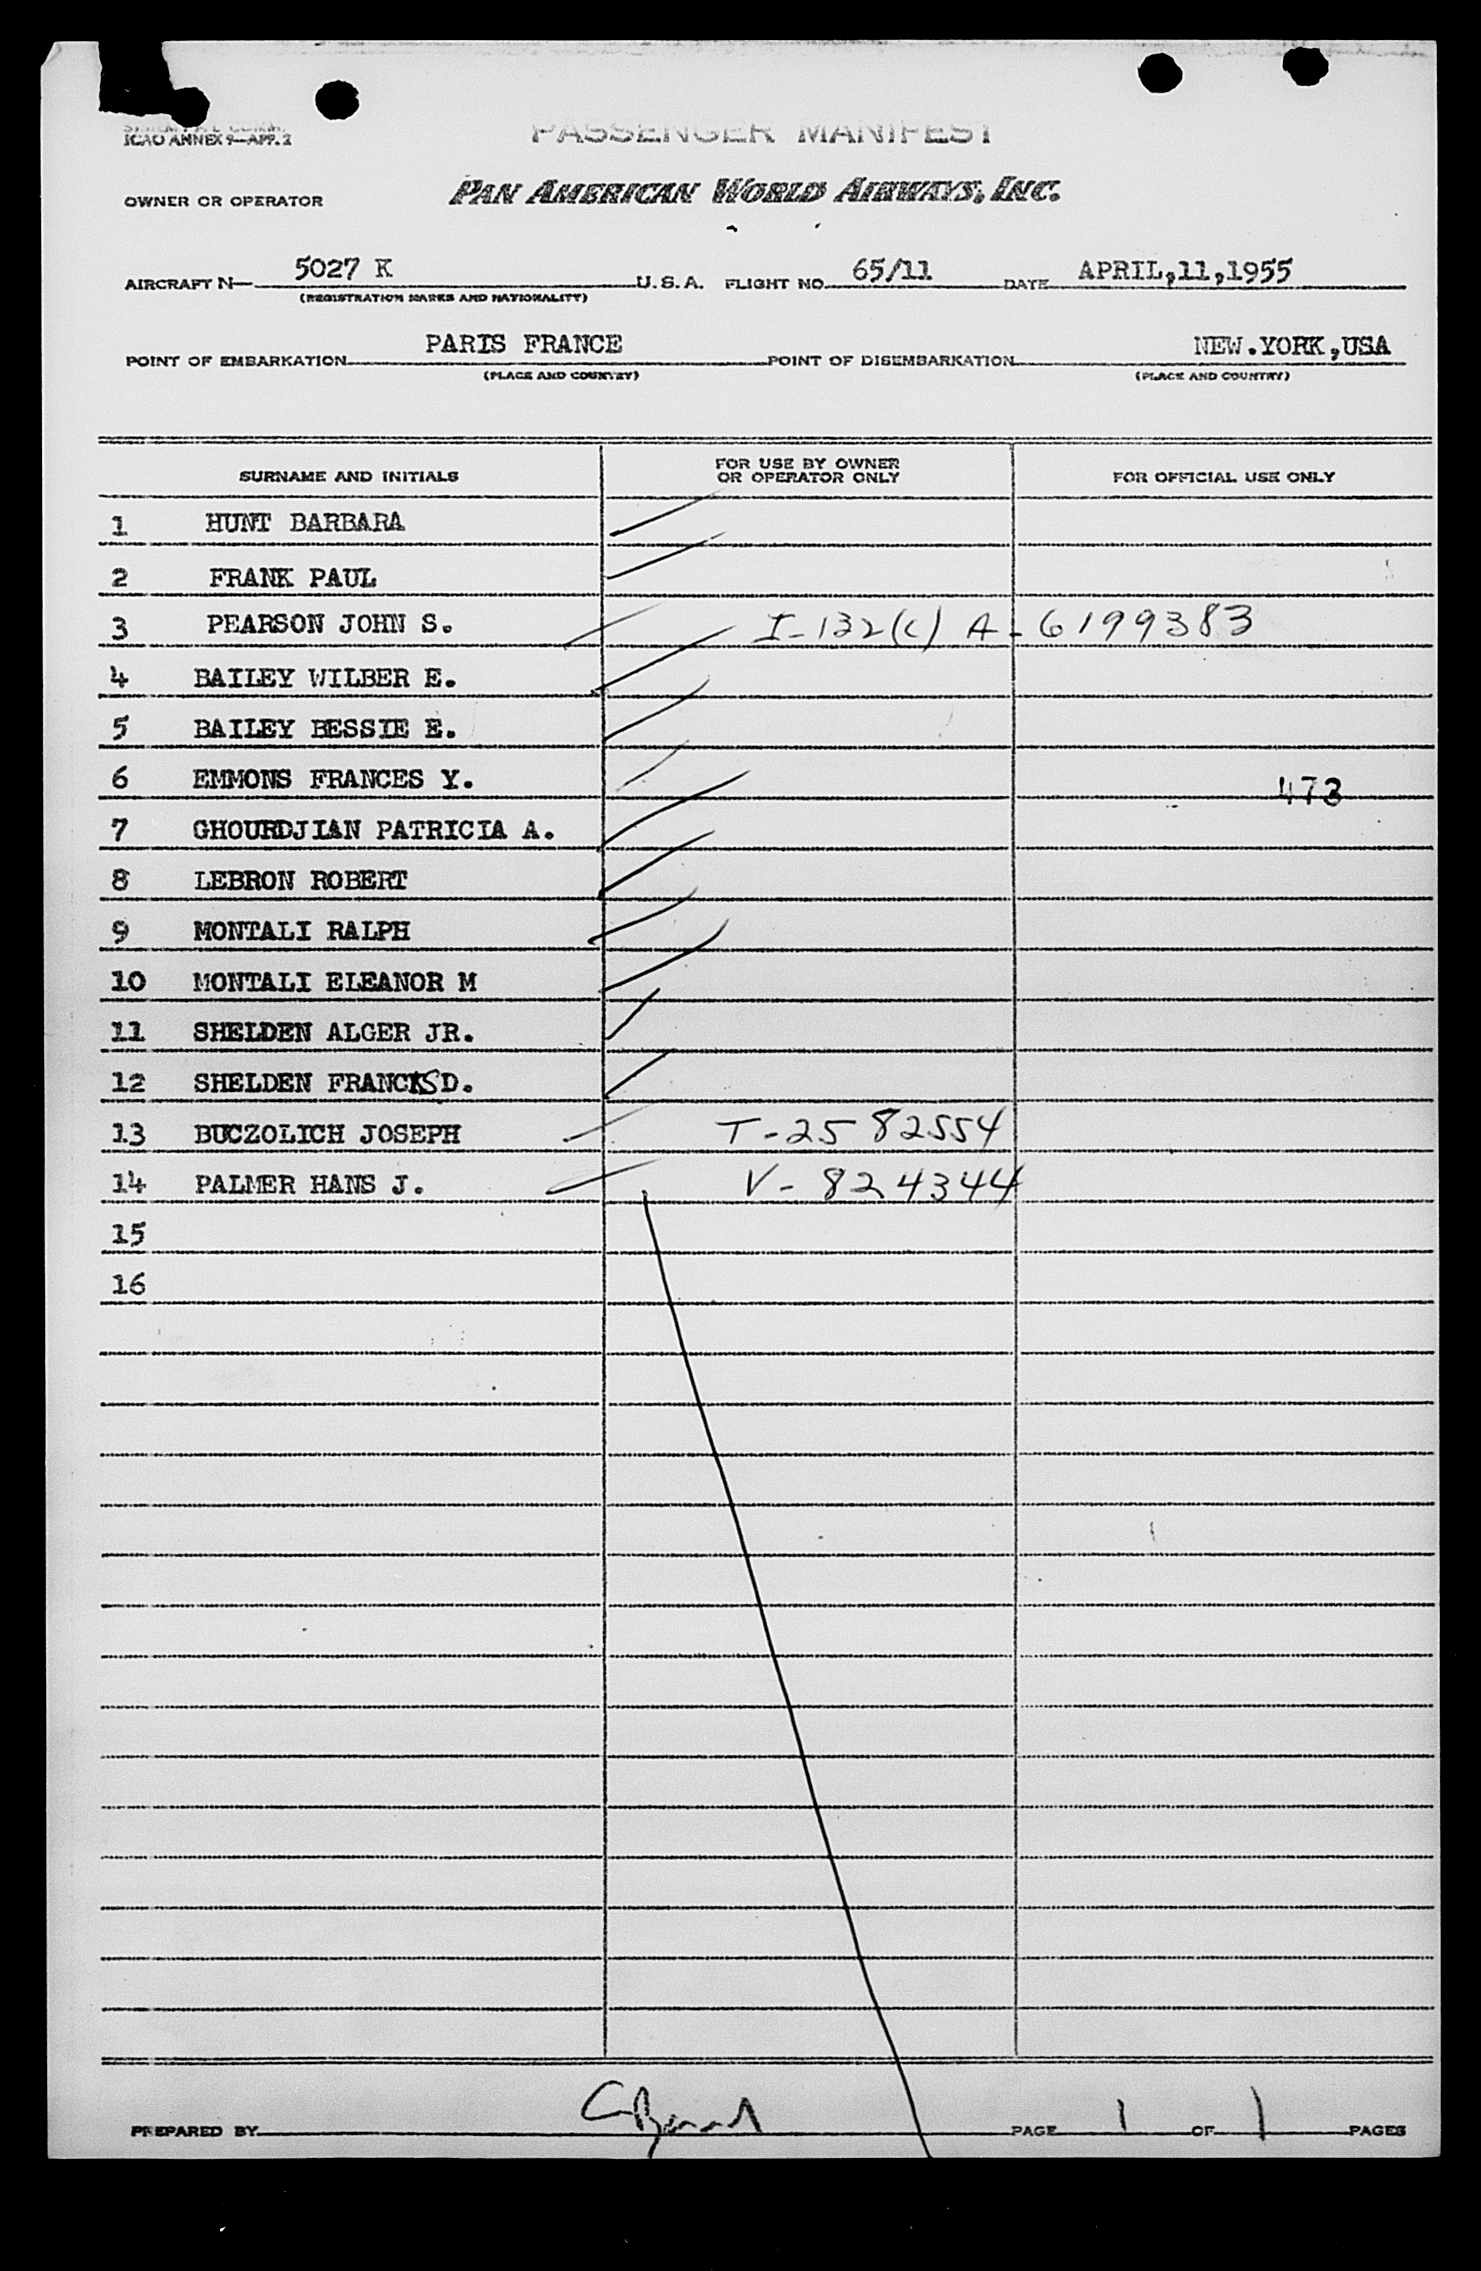 ICAO ANNEX 9—APP. 2
PASSENGER MANIFEST
OWNER OR OPERATOR PAN AMERICAN WORLD AIRWAYS, INC.
AIRCRAFT N— 5027 K U.S.A. FLIGHT NO. 65/11 DATE APRIL,11,1955
(REGISTRATION MARKS AND NATIONALITY)
POINT OF EMBARKATION PARIS FRANCE POINT OF DISEMBARKATION NEW.YORK,USA
(PLACE AND COUNTRY) (PLACE AND COUNTRY)
SURNAME AND INITIALS FOR USE BY OWNER OR OPERATOR ONLY FOR OFFICIAL USE ONLY
1 HUNT BARBARA
2 FRANK PAUL
3 PEARSON JOHN S. I-132(c) A-6199383
4 BAILEY WILBER E.
5 BAILEY BESSIE E.
6 EMMONS FRANCES Y. 473
7 GHOURDJIAN PATRICIA A.
8 LEBRON ROBERT
9 MONTALI RALPH
10 MONTALI ELEANOR M
11 SHELDEN ALGER JR.
12 SHELDEN FRANCIS D.
13 BUCZOLICH JOSEPH T-2582554
14 PALMER HANS J. V-824344
15
16
PREPARED BY PAGE 1 OF 1 PAGES